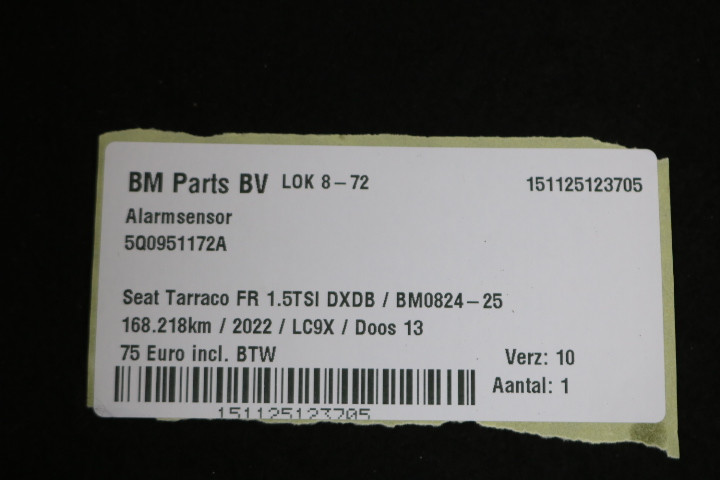 BM Parts BV LOK 8-72 151125123705
Alarmsensor
5Q0951172A
Seat Tarraco FR 1.5TSI DXDB / BM0824-25
168.218km / 2022 / LC9X / Doos 13
75 Euro incl. BTW Verz: 10
Aantal: 1
151125123705